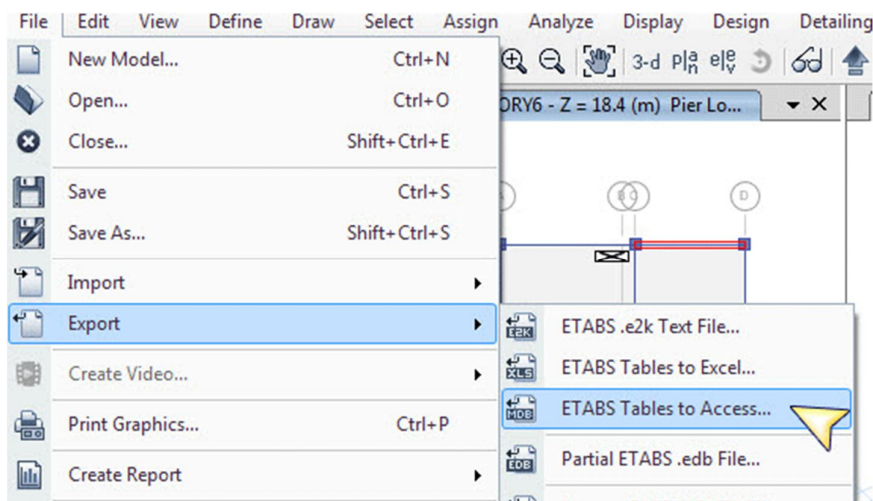 File Edit View Define Draw Select Assign Analyze Display Design Detailing
New Model... Ctrl+N
3-d
Open... Ctrl+O
ORY6 - Z = 18.4 (m) Pier Lo...
Close... Shift+Ctrl+E
Save Ctrl+S
Save As... Shift+Ctrl+S
D
Import
Export
E2K ETABS .e2k Text File...
XLS ETABS Tables to Excel...
MDB ETABS Tables to Access...
EDB Partial ETABS .edb File...
Create Video...
Print Graphics... Ctrl+P
Create Report